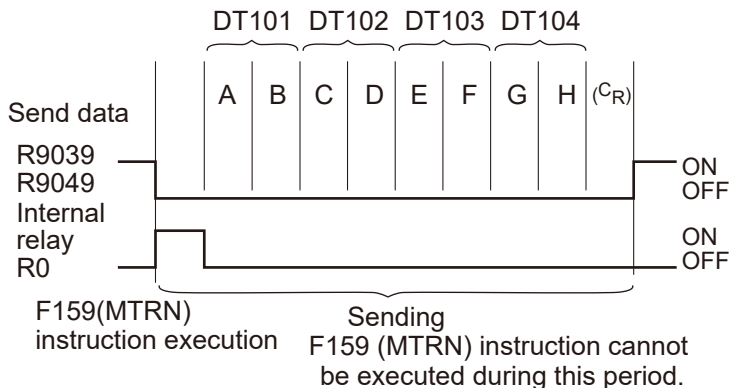 DT101 DT102 DT103 DT104
A B C D E F G H (CR)
Send data
R9039
R9049
ON
OFF
Internal
relay
R0
ON
OFF
F159(MTRN)
instruction execution
Sending
F159 (MTRN) instruction cannot
be executed during this period.